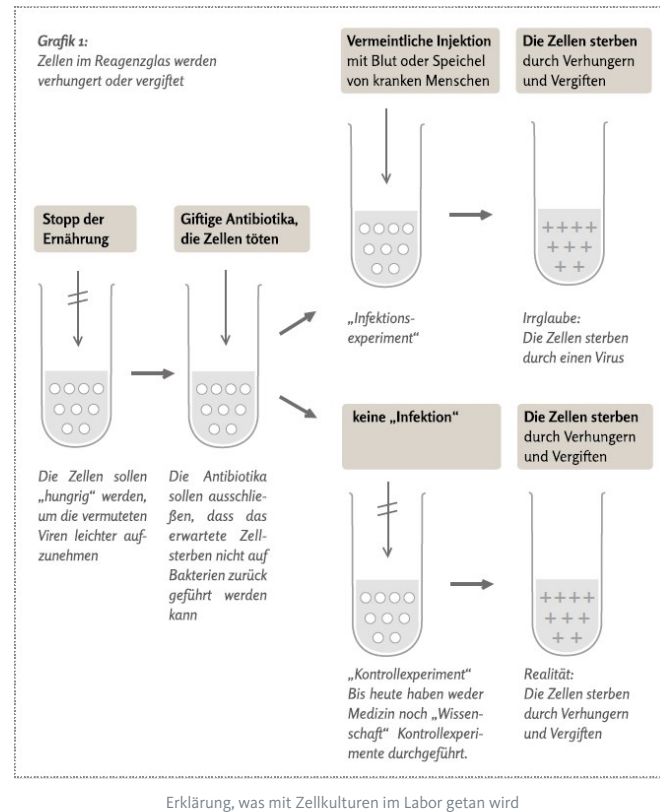 Grafik 1:
Zellen im Reagenzglas werden
verhungert oder vergiftet
Vermeintliche Injektion
mit Blut oder Speichel
von kranken Menschen
Die Zellen sterben
durch Verhungern
und Vergiften
Stopp der
Ernährung
Giftige Antibiotika,
die Zellen töten
„Infektions-
experiment“
Irrglaube:
Die Zellen sterben
durch einen Virus
keine „Infektion“
Die Zellen sterben
durch Verhungern
und Vergiften
Die Zellen sollen
„hungrig“ werden,
um die vermuteten
Viren leichter auf-
zunehmen
Die Antibiotika
sollen ausschlie-
ßen, dass das
erwartete Zell-
sterben nicht auf
Bakterien zurück
geführt werden
kann
„Kontrollexperiment“
Bis heute haben weder
Medizin noch „Wissen-
schaft“ Kontrollexperi-
mente durchgeführt.
Realität:
Die Zellen sterben
durch Verhungern
und Vergiften
Erklärung, was mit Zellkulturen im Labor getan wird